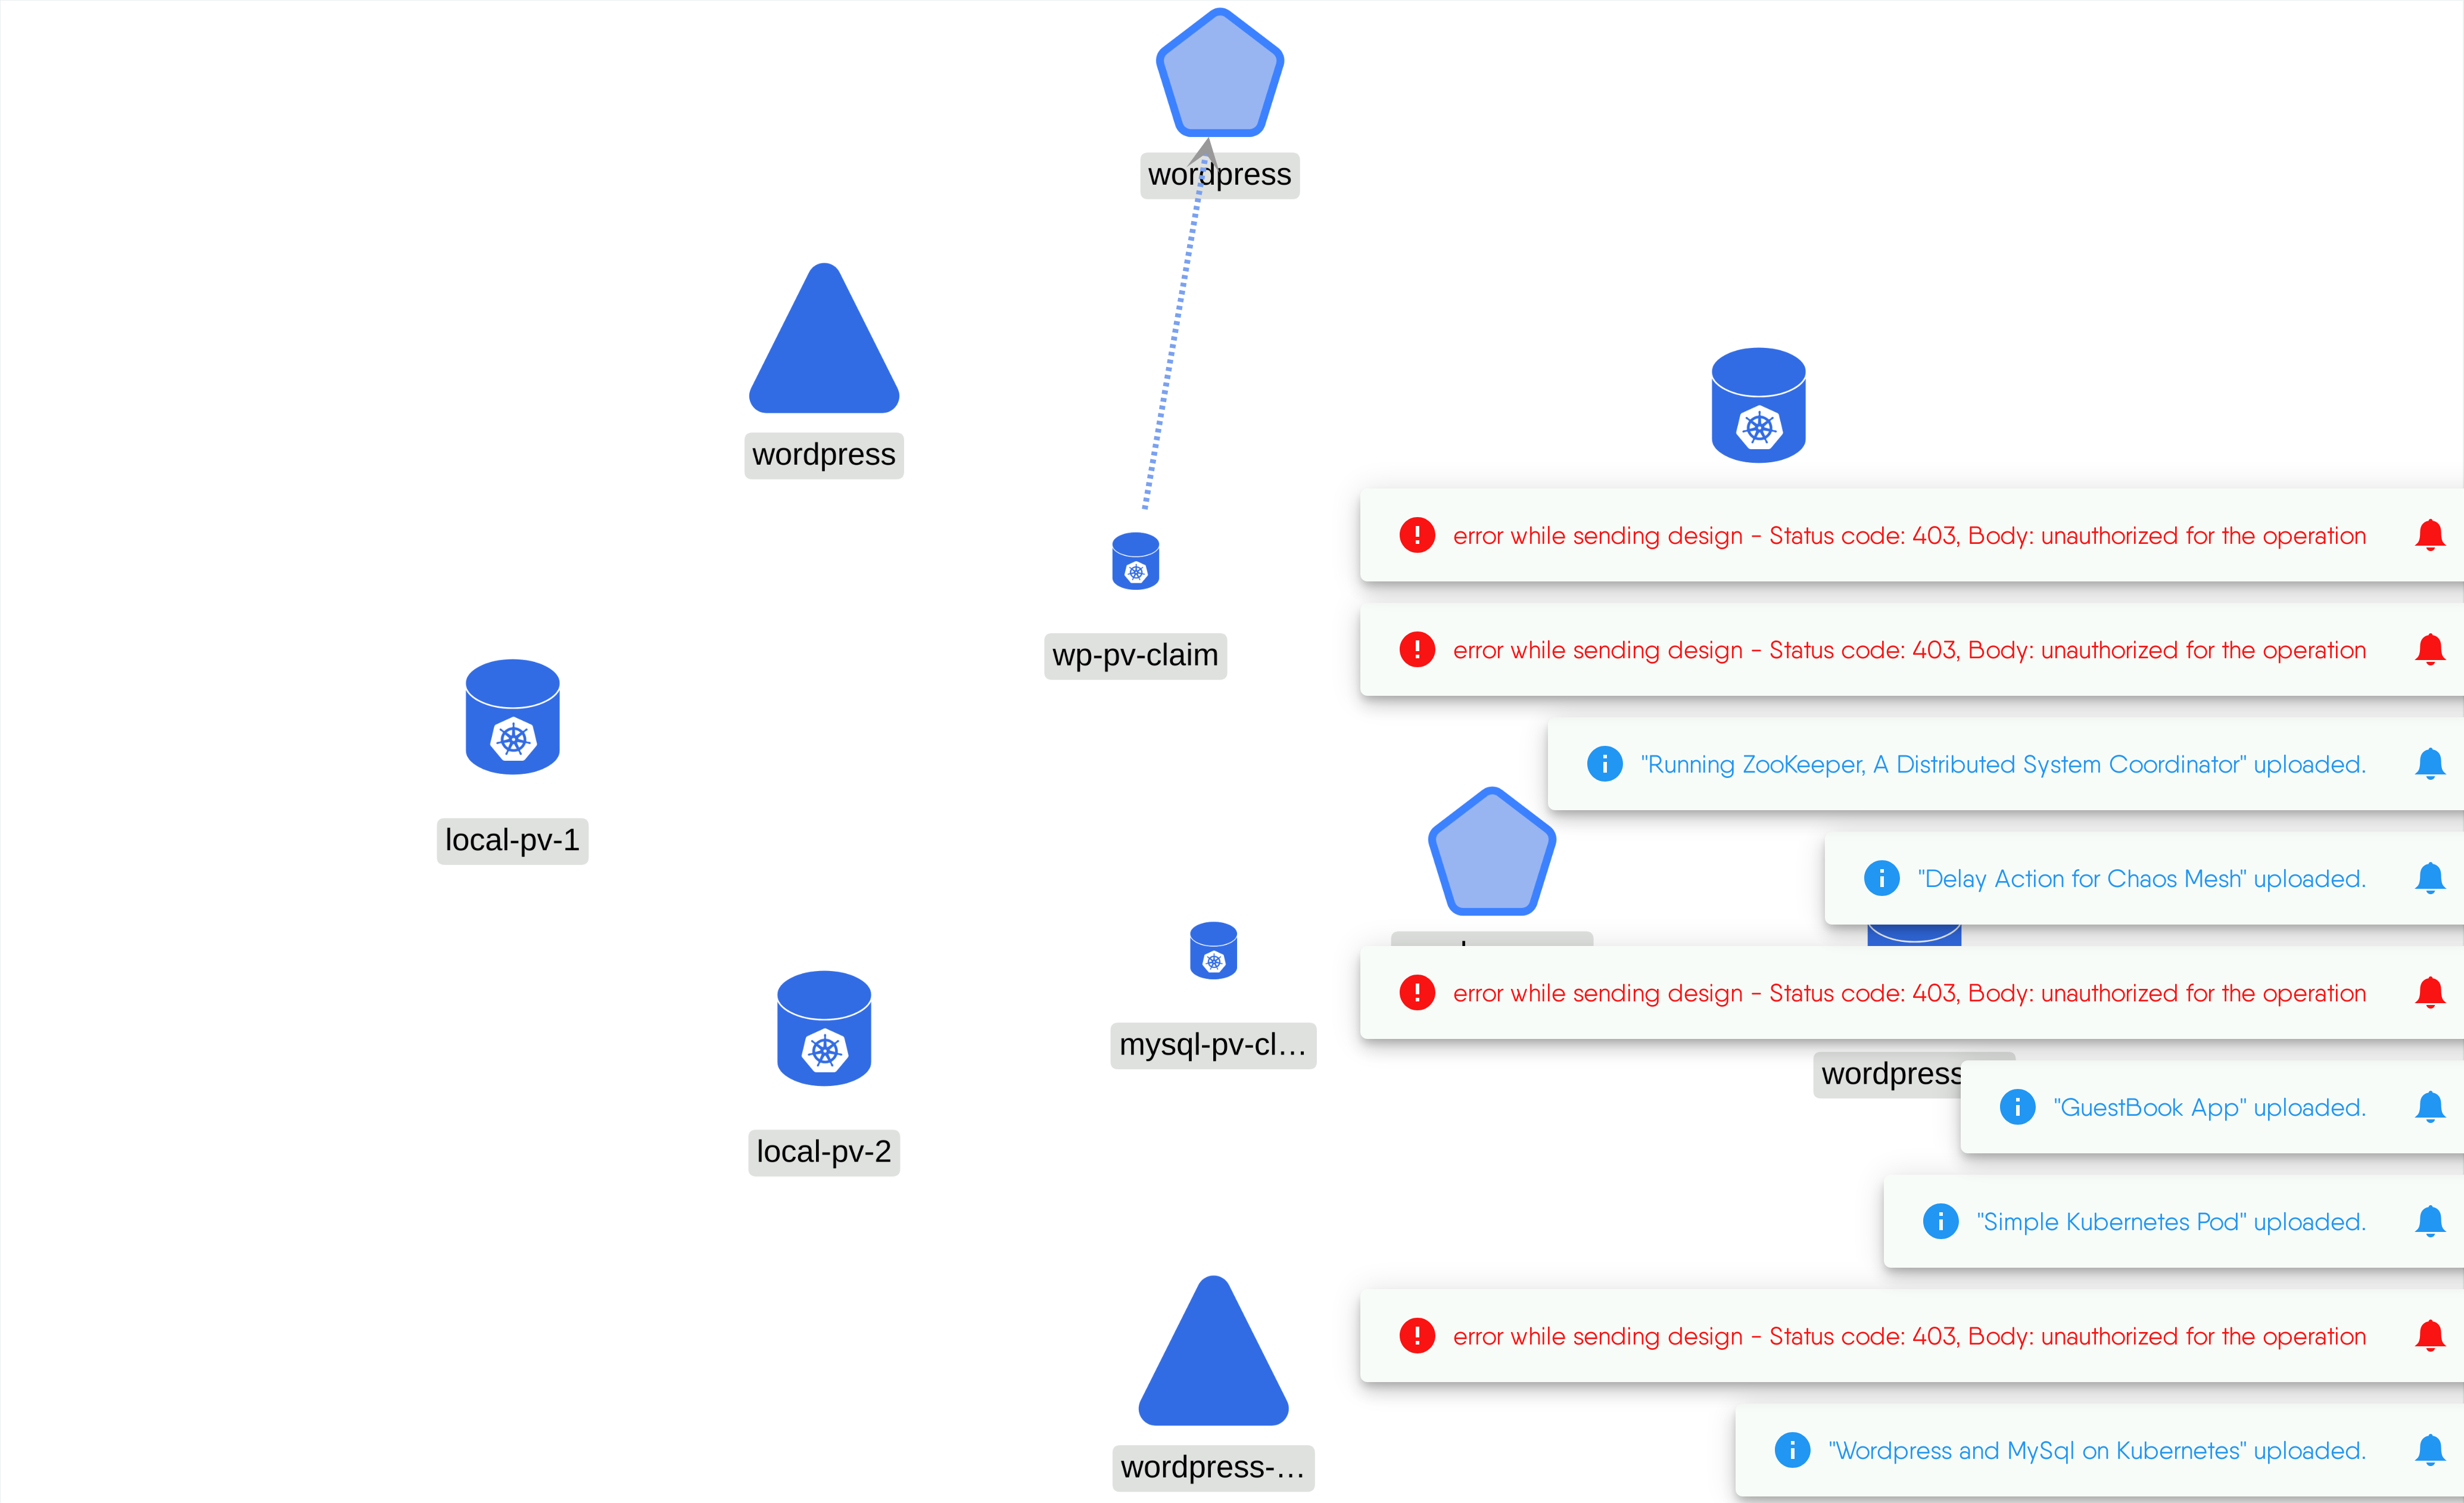 wordpress
wordpress
error while sending design - Status code: 403, Body: unauthorized for the operation
wp-pv-claim
error while sending design - Status code: 403, Body: unauthorized for the operation
"Running ZooKeeper, A Distributed System Coordinator" uploaded.
local-pv-1
"Delay Action for Chaos Mesh" uploaded.
error while sending design - Status code: 403, Body: unauthorized for the operation
mysql-pv-cl...
wordpress
"GuestBook App" uploaded.
local-pv-2
"Simple Kubernetes Pod" uploaded.
error while sending design - Status code: 403, Body: unauthorized for the operation
"Wordpress and MySql on Kubernetes" uploaded.
wordpress-...